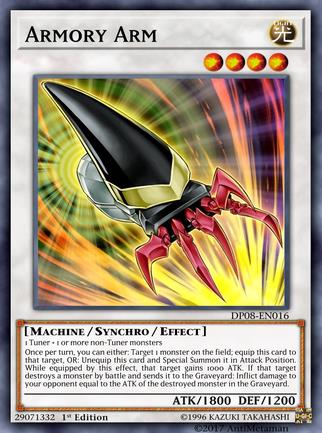 ARMORY ARM
LIGHT
光
DP08-EN016
[MACHINE / SYNCHRO / EFFECT]
1 Tuner + 1 or more non-Tuner monsters
Once per turn, you can either: Target 1 monster on the field; equip this card
to that target, OR: Unequip this card and Special Summon it in Attack Position.
While equipped by this effect, that target gains 1000 ATK. If that target
destroys a monster by battle and sends it to the Graveyard: Inflict damage to
your opponent equal to the ATK of the destroyed monster in the Graveyard.
ATK/1800 DEF/1200
29071332 1st Edition ©1996 KAZUKI TAKAHASHI
©2017 AntiMetaman